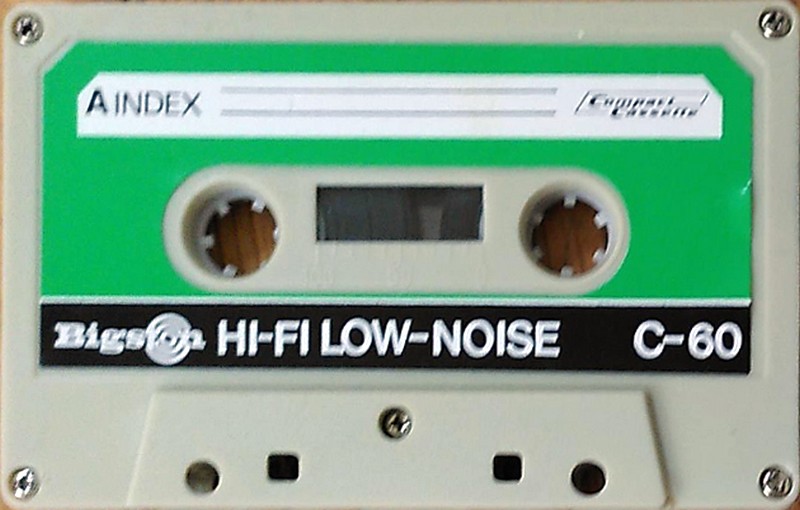 A INDEX
Compact
Cassette
Bigston HI-FI LOW-NOISE C-60